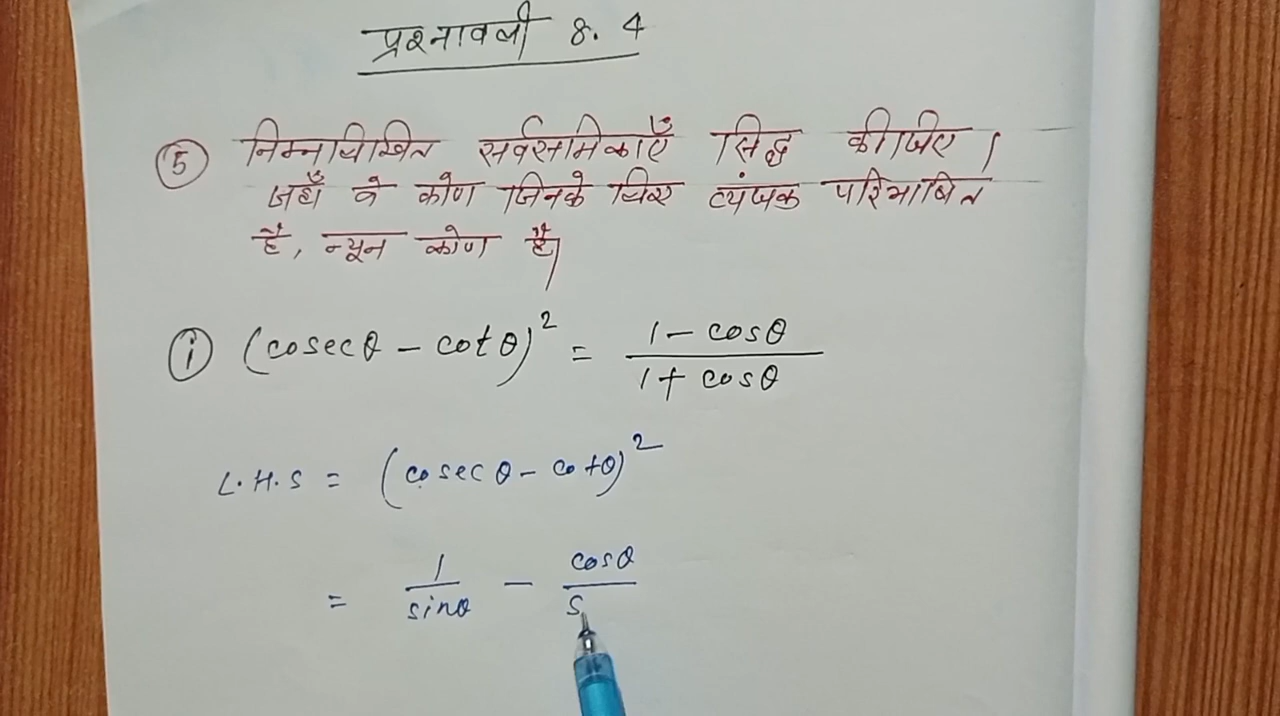 प्रश्नावली 8.4
⑤ निम्नलिखित सर्वसमिकाएँ सिद्ध कीजिए।
जहाँ वे कोण जिनके लिए व्यंजक परिभाषित
है, न्यून कोण है।
ⓘ (cosecθ - cotθ)² = (1 - cosθ)/(1 + cosθ)
L.H.S = (cosecθ - cotθ)²
= 1/sinθ - cosθ/s